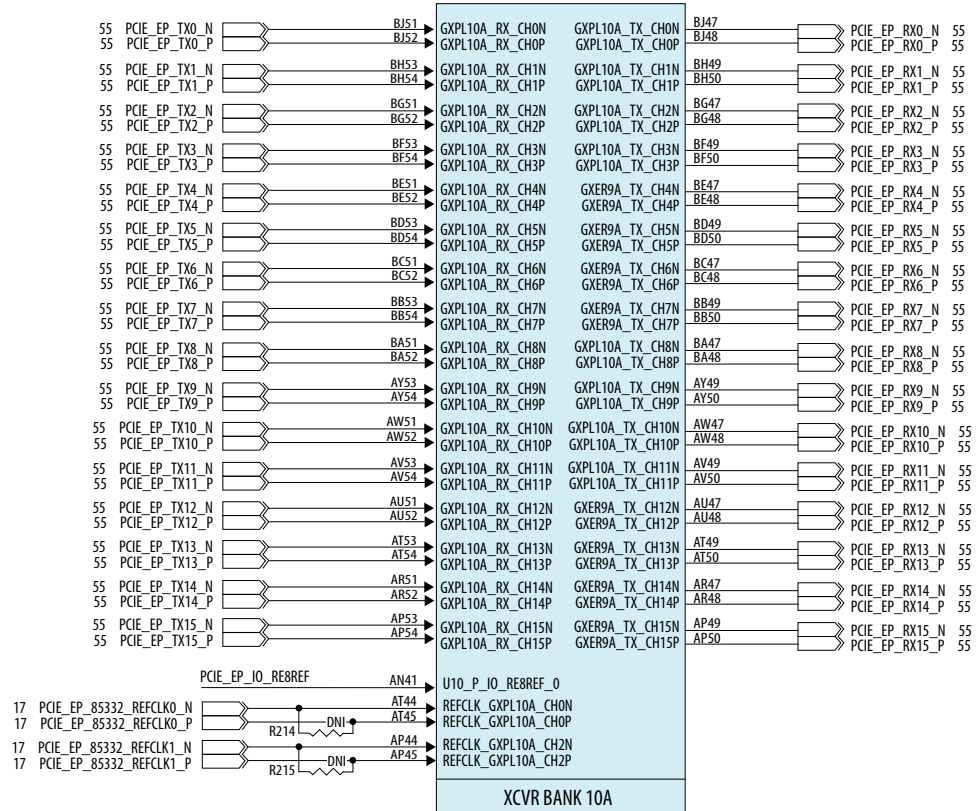 55 PCIE_EP_TX0_N BJ51 GXPL10A_RX_CH0N GXPL10A_TX_CH0N BJ47 PCIE_EP_RX0_N 55
55 PCIE_EP_TX0_P BJ52 GXPL10A_RX_CH0P GXPL10A_TX_CH0P BJ48 PCIE_EP_RX0_P 55
55 PCIE_EP_TX1_N BH53 GXPL10A_RX_CH1N GXPL10A_TX_CH1N BH49 PCIE_EP_RX1_N 55
55 PCIE_EP_TX1_P BH54 GXPL10A_RX_CH1P GXPL10A_TX_CH1P BH50 PCIE_EP_RX1_P 55
55 PCIE_EP_TX2_N BG51 GXPL10A_RX_CH2N GXPL10A_TX_CH2N BG47 PCIE_EP_RX2_N 55
55 PCIE_EP_TX2_P BG52 GXPL10A_RX_CH2P GXPL10A_TX_CH2P BG48 PCIE_EP_RX2_P 55
55 PCIE_EP_TX3_N BF53 GXPL10A_RX_CH3N GXPL10A_TX_CH3N BF49 PCIE_EP_RX3_N 55
55 PCIE_EP_TX3_P BF54 GXPL10A_RX_CH3P GXPL10A_TX_CH3P BF50 PCIE_EP_RX3_P 55
55 PCIE_EP_TX4_N BE51 GXPL10A_RX_CH4N GXER9A_TX_CH4N BE47 PCIE_EP_RX4_N 55
55 PCIE_EP_TX4_P BE52 GXPL10A_RX_CH4P GXER9A_TX_CH4P BE48 PCIE_EP_RX4_P 55
55 PCIE_EP_TX5_N BD53 GXPL10A_RX_CH5N GXER9A_TX_CH5N BD49 PCIE_EP_RX5_N 55
55 PCIE_EP_TX5_P BD54 GXPL10A_RX_CH5P GXER9A_TX_CH5P BD50 PCIE_EP_RX5_P 55
55 PCIE_EP_TX6_N BC51 GXPL10A_RX_CH6N GXER9A_TX_CH6N BC47 PCIE_EP_RX6_N 55
55 PCIE_EP_TX6_P BC52 GXPL10A_RX_CH6P GXER9A_TX_CH6P BC48 PCIE_EP_RX6_P 55
55 PCIE_EP_TX7_N BB53 GXPL10A_RX_CH7N GXER9A_TX_CH7N BB49 PCIE_EP_RX7_N 55
55 PCIE_EP_TX7_P BB54 GXPL10A_RX_CH7P GXER9A_TX_CH7P BB50 PCIE_EP_RX7_P 55
55 PCIE_EP_TX8_N BA51 GXPL10A_RX_CH8N GXPL10A_TX_CH8N BA47 PCIE_EP_RX8_N 55
55 PCIE_EP_TX8_P BA52 GXPL10A_RX_CH8P GXPL10A_TX_CH8P BA48 PCIE_EP_RX8_P 55
55 PCIE_EP_TX9_N AY53 GXPL10A_RX_CH9N GXPL10A_TX_CH9N AY49 PCIE_EP_RX9_N 55
55 PCIE_EP_TX9_P AY54 GXPL10A_RX_CH9P GXPL10A_TX_CH9P AY50 PCIE_EP_RX9_P 55
55 PCIE_EP_TX10_N AW51 GXPL10A_RX_CH10N GXPL10A_TX_CH10N AW47 PCIE_EP_RX10_N 55
55 PCIE_EP_TX10_P AW52 GXPL10A_RX_CH10P GXPL10A_TX_CH10P AW48 PCIE_EP_RX10_P 55
55 PCIE_EP_TX11_N AV53 GXPL10A_RX_CH11N GXPL10A_TX_CH11N AV49 PCIE_EP_RX11_N 55
55 PCIE_EP_TX11_P AV54 GXPL10A_RX_CH11P GXPL10A_TX_CH11P AV50 PCIE_EP_RX11_P 55
55 PCIE_EP_TX12_N AU51 GXPL10A_RX_CH12N GXER9A_TX_CH12N AU47 PCIE_EP_RX12_N 55
55 PCIE_EP_TX12_P AU52 GXPL10A_RX_CH12P GXER9A_TX_CH12P AU48 PCIE_EP_RX12_P 55
55 PCIE_EP_TX13_N AT53 GXPL10A_RX_CH13N GXER9A_TX_CH13N AT49 PCIE_EP_RX13_N 55
55 PCIE_EP_TX13_P AT54 GXPL10A_RX_CH13P GXER9A_TX_CH13P AT50 PCIE_EP_RX13_P 55
55 PCIE_EP_TX14_N AR51 GXPL10A_RX_CH14N GXER9A_TX_CH14N AR47 PCIE_EP_RX14_N 55
55 PCIE_EP_TX14_P AR52 GXPL10A_RX_CH14P GXER9A_TX_CH14P AR48 PCIE_EP_RX14_P 55
55 PCIE_EP_TX15_N AP53 GXPL10A_RX_CH15N GXER9A_TX_CH15N AP49 PCIE_EP_RX15_N 55
55 PCIE_EP_TX15_P AP54 GXPL10A_RX_CH15P GXER9A_TX_CH15P AP50 PCIE_EP_RX15_P 55
PCIE_EP_IO_RE8REF AN41 U10_P_IO_RE8REF_0
17 PCIE_EP_85332_REFCLK0_N AT44 REFCLK_GXPL10A_CH0N
17 PCIE_EP_85332_REFCLK0_P DNI AT45 REFCLK_GXPL10A_CH0P
R214
17 PCIE_EP_85332_REFCLK1_N AP44 REFCLK_GXPL10A_CH2N
17 PCIE_EP_85332_REFCLK1_P DNI AP45 REFCLK_GXPL10A_CH2P
R215
XCVR BANK 10A